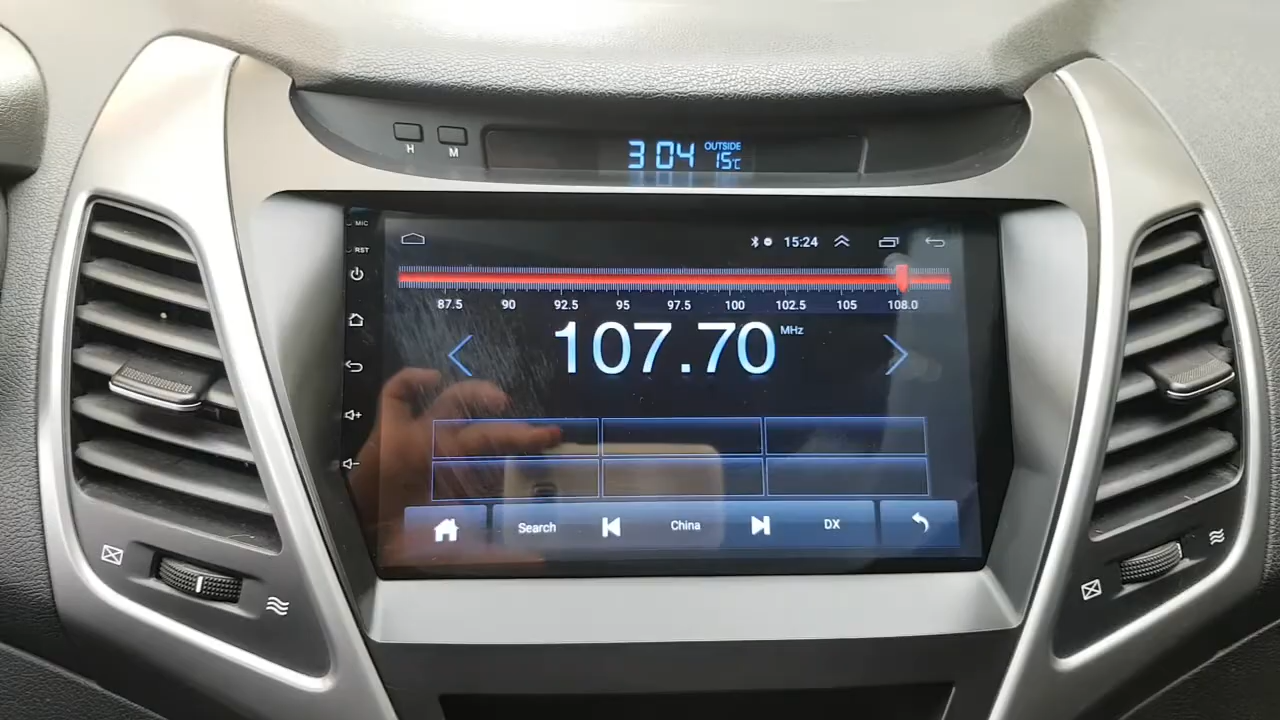 3:04 OUTSIDE 15℃
H M
MIC
RST
15:24
87.5 90 92.5 95 97.5 100 102.5 105 108.0
107.70 MHz
Search China DX